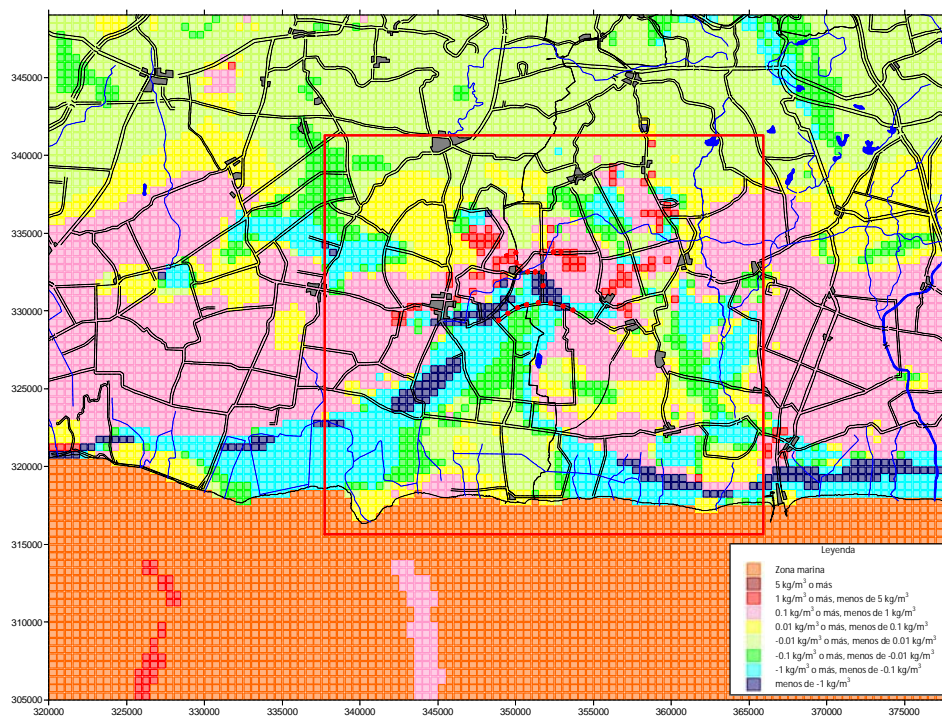 345000
340000
335000
330000
325000
320000
315000
310000
305000
320000 325000 330000 335000 340000 345000 350000 355000 360000 365000 370000 375000
Leyenda
Zona marina
5 kg/m³ o más
1 kg/m³ o más, menos de 5 kg/m³
0.1 kg/m³ o más, menos de 1 kg/m³
0.01 kg/m³ o más, menos de 0.1 kg/m³
-0.01 kg/m³ o más, menos de 0.01 kg/m³
-0.1 kg/m³ o más, menos de -0.01 kg/m³
-1 kg/m³ o más, menos de -0.1 kg/m³
menos de -1 kg/m³